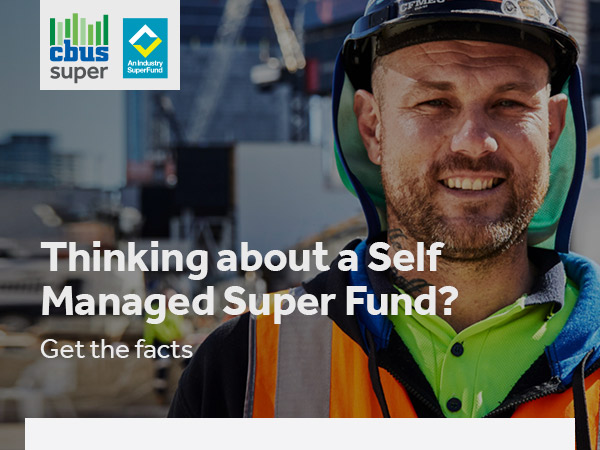 cbus
super
An Industry
SuperFund
CFMEU
Thinking about a Self
Managed Super Fund?
Get the facts